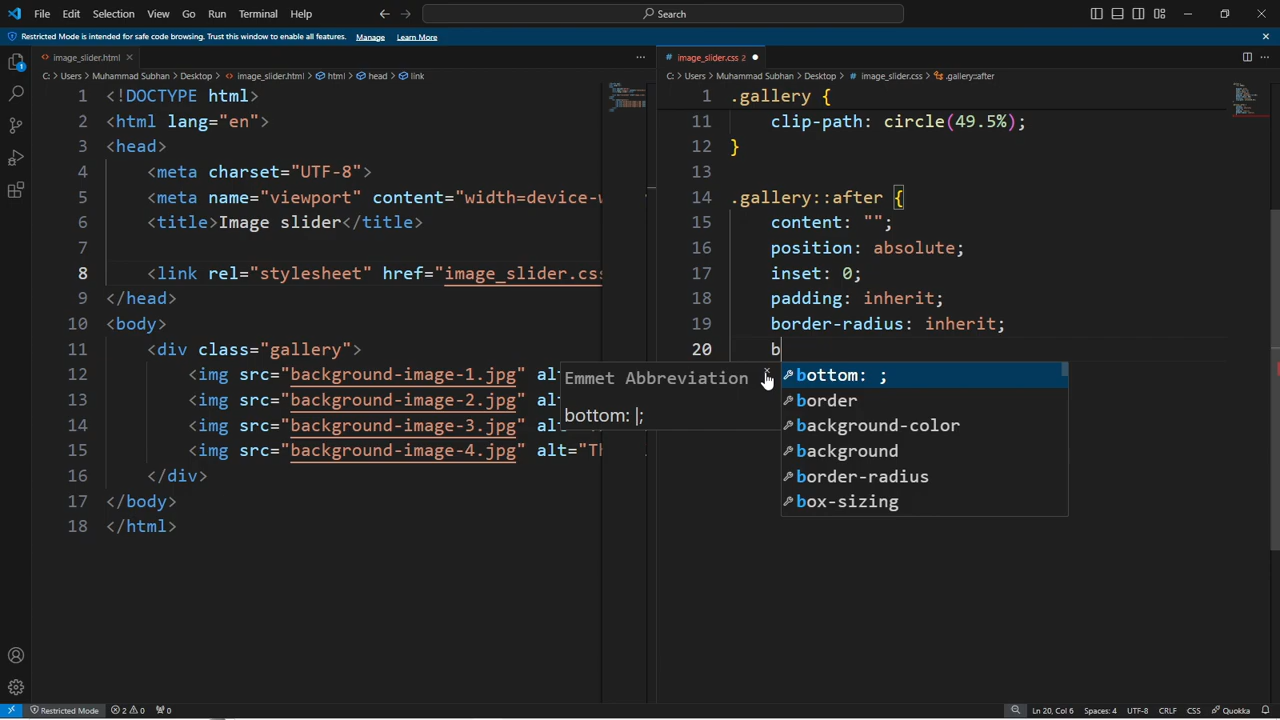 File Edit Selection View Go Run Terminal Help Search
Restricted Mode is intended for safe code browsing. Trust this window to enable all features. Manage Learn More
image_slider.html
C: > Users > Muhammad Subhan > Desktop > image_slider.html > html > head > link
1 <!DOCTYPE html>
2 <html lang="en">
3 <head>
4 <meta charset="UTF-8">
5 <meta name="viewport" content="width=device-w
6 <title>Image slider</title>
7
8 <link rel="stylesheet" href="image_slider.css
9 </head>
10 <body>
11 <div class="gallery">
12 <img src="background-image-1.jpg" alt
13 <img src="background-image-2.jpg" alt
14 <img src="background-image-3.jpg" alt
15 <img src="background-image-4.jpg" alt="Th
16 </div>
17 </body>
18 </html>
# image_slider.css 2
C: > Users > Muhammad Subhan > Desktop > # image_slider.css > .gallery::after
1 .gallery {
11 clip-path: circle(49.5%);
12 }
13
14 .gallery::after {
15 content: "";
16 position: absolute;
17 inset: 0;
18 padding: inherit;
19 border-radius: inherit;
20 b
Emmet Abbreviation
bottom: |;
bottom: ;
border
background-color
background
border-radius
box-sizing
1
Restricted Mode 2 0 0 Ln 20, Col 6 Spaces: 4 UTF-8 CRLF CSS Quokka